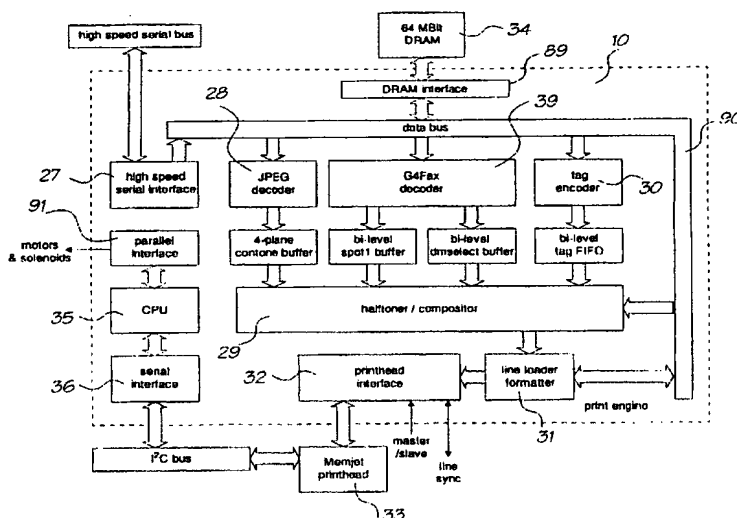 high speed serial bus
64 MBit
DRAM
34
89
10
DRAM interface
28
39
data bus
90
27
high speed
serial interface
JPEG
decoder
G4Fax
decoder
tag
encoder
30
91
motors
& solenoids
parallel
interface
4-plane
contone buffer
bi-level
spot1 buffer
bi-level
dmselect buffer
bi-level
tag FIFO
35
CPU
halftoner / compositor
29
36
serial
interface
32
printhead
interface
line loader
formatter
31
print engine
master
/slave
line
sync
I²C bus
Memjet
printhead
33